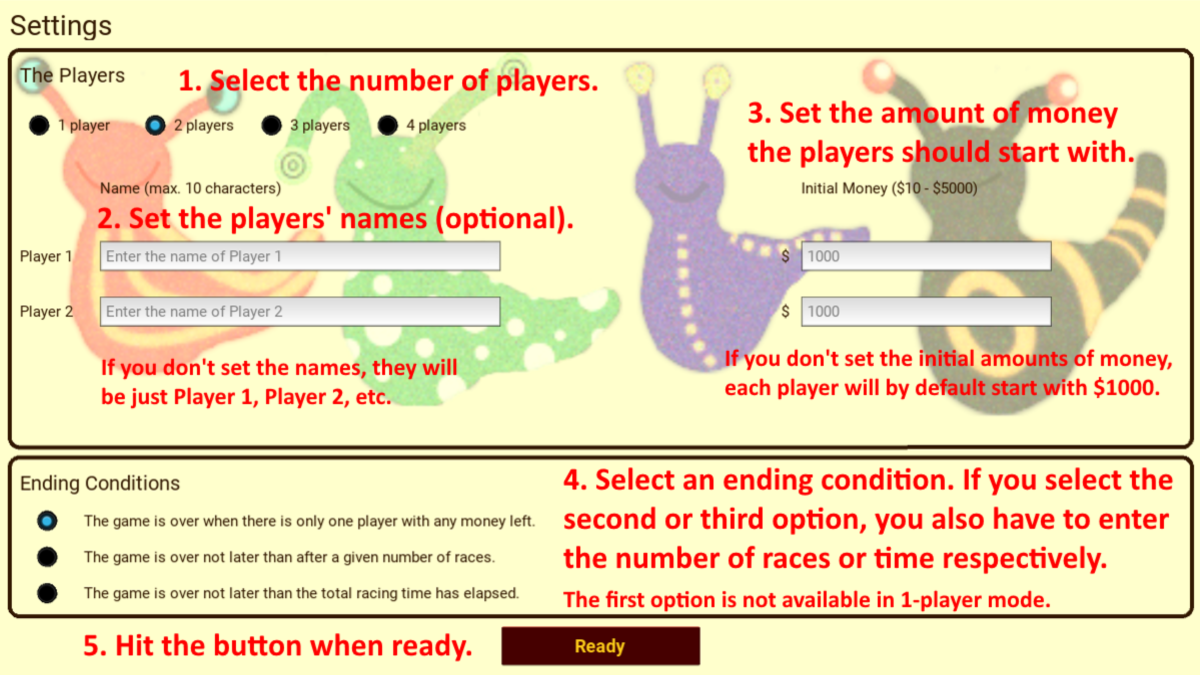 Settings
The Players
1. Select the number of players.
1 player
2 players
3 players
4 players
3. Set the amount of money
the players should start with.
Name (max. 10 characters)
Initial Money ($10 - $5000)
2. Set the players' names (optional).
Player 1
Enter the name of Player 1
$
1000
Player 2
Enter the name of Player 2
$
1000
If you don't set the names, they will
be just Player 1, Player 2, etc.
If you don't set the initial amounts of money,
each player will by default start with $1000.
Ending Conditions
The game is over when there is only one player with any money left.
The game is over not later than after a given number of races.
The game is over not later than the total racing time has elapsed.
4. Select an ending condition. If you select the
second or third option, you also have to enter
the number of races or time respectively.
The first option is not available in 1-player mode.
5. Hit the button when ready.
Ready